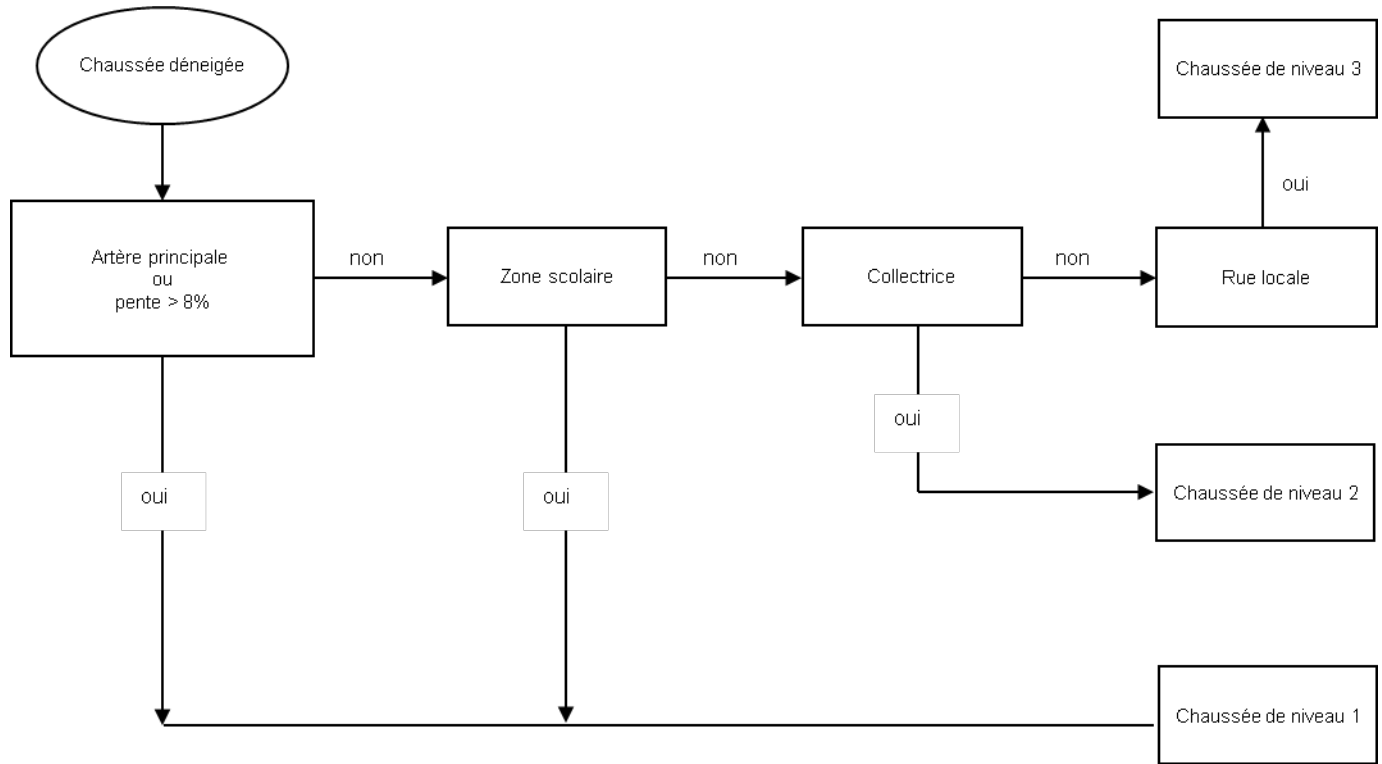 Chaussée déneigée
Chaussée de niveau 3
oui
Artère principale
ou
pente > 8%
non
Zone scolaire
non
Collectrice
non
Rue locale
oui
Chaussée de niveau 2
oui
oui
Chaussée de niveau 1